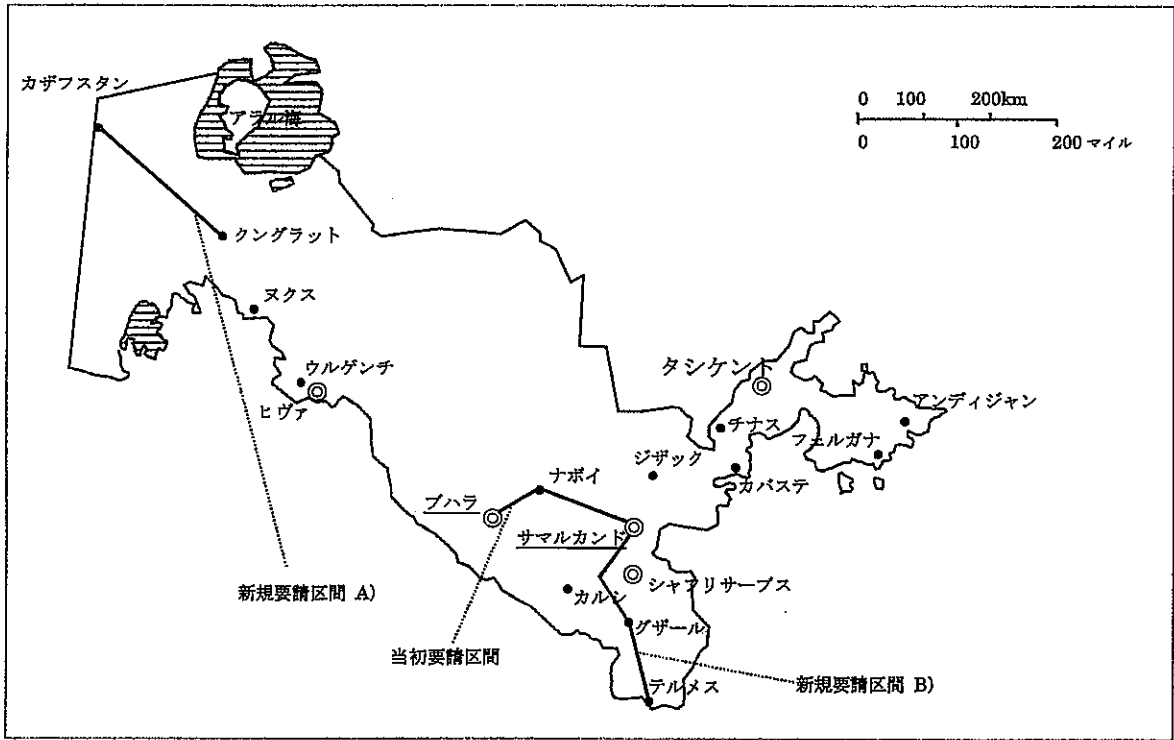 カザフスタン
アラル海
0 100 200km
0 100 200 マイル
クングラット
ヌクス
ウルゲンチ
ヒヴァ
タシケント
アンディジャン
チナス
フェルガナ
ジザック
カバステ
ナボイ
ブハラ
サマルカンド
シャフリサーブス
新規要請区間 A)
カルシ
グザール
当初要請区間
テルメス
新規要請区間 B)